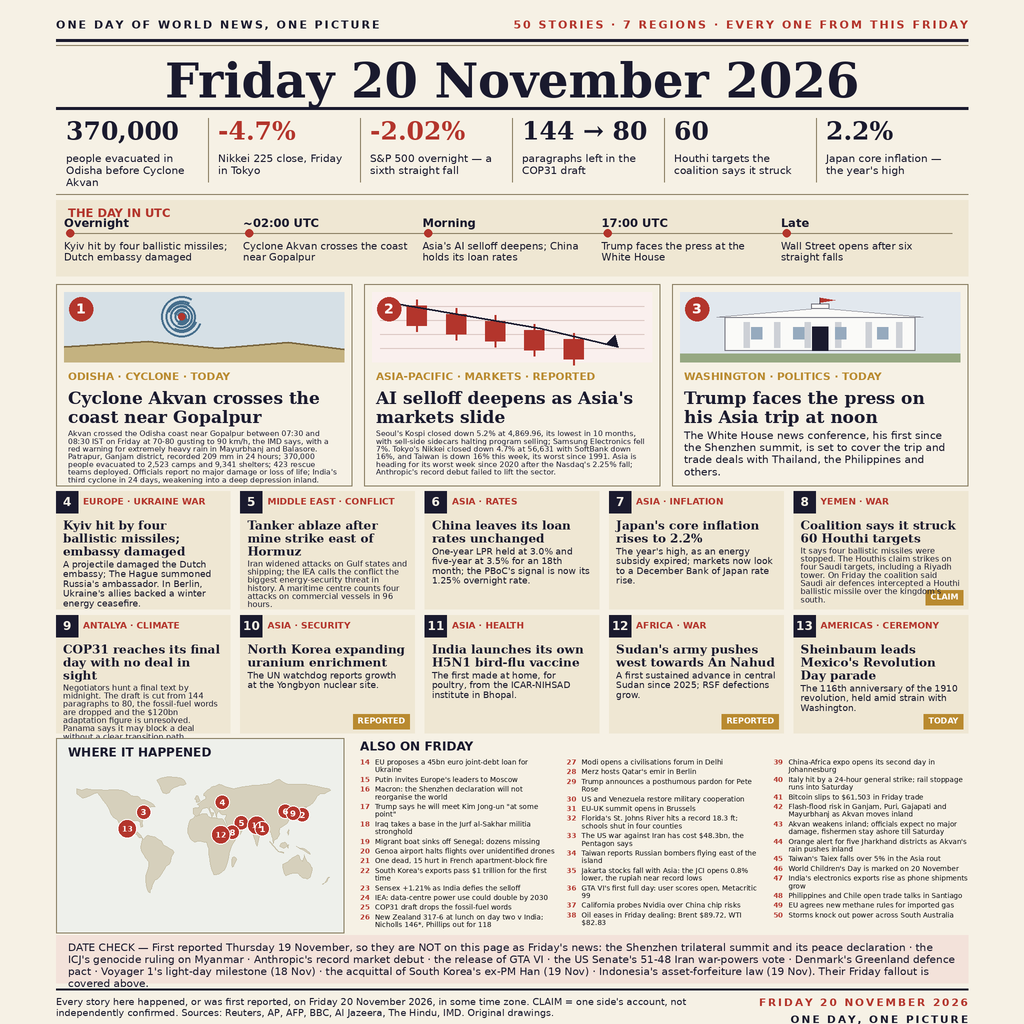 ONE DAY OF WORLD NEWS, ONE PICTURE
50 STORIES · 7 REGIONS · EVERY ONE FROM THIS FRIDAY
Friday 20 November 2026
370,000
people evacuated in
Odisha before Cyclone
Akvan
-4.7%
Nikkei 225 close, Friday
in Tokyo
-2.02%
S&P 500 overnight — a
sixth straight fall
144 → 80
paragraphs left in the
COP31 draft
60
Houthi targets the
coalition says it struck
2.2%
Japan core inflation —
the year's high
THE DAY IN UTC
Overnight
Kyiv hit by four ballistic missiles;
Dutch embassy damaged
~02:00 UTC
Cyclone Akvan crosses the coast
near Gopalpur
Morning
Asia's AI selloff deepens; China
holds its loan rates
17:00 UTC
Trump faces the press at the
White House
Late
Wall Street opens after six
straight falls
1
ODISHA · CYCLONE · TODAY
Cyclone Akvan crosses the
coast near Gopalpur
Akvan crossed the Odisha coast near Gopalpur between 07:30 and
08:30 IST on Friday at 70-80 gusting to 90 km/h, the IMD says, with a
red warning for extremely heavy rain in Mayurbhanj and Balasore.
Patrapur, Ganjam district, recorded 209 mm in 24 hours; 370,000
people evacuated to 2,523 camps and 9,341 shelters; 423 rescue
teams deployed. Officials report no major damage or loss of life; India's
third cyclone in 24 days, weakening into a deep depression inland.
2
ASIA-PACIFIC · MARKETS · REPORTED
AI selloff deepens as Asia's
markets slide
Seoul's Kospi closed down 5.2% at 4,869.96, its lowest in 10 months,
with sell-side sidecars halting program selling; Samsung Electronics fell
7%. Tokyo's Nikkei closed down 4.7% at 56,631 with SoftBank down
16%, and Taiwan is down 16% this week, its worst since 1991. Asia is
heading for its worst week since 2020 after the Nasdaq's 2.25% fall;
Anthropic's record debut failed to lift the sector.
3
WASHINGTON · POLITICS · TODAY
Trump faces the press on
his Asia trip at noon
The White House news conference, his first since
the Shenzhen summit, is set to cover the trip and
trade deals with Thailand, the Philippines and
others.
4 EUROPE · UKRAINE WAR
Kyiv hit by four
ballistic missiles;
embassy damaged
A projectile damaged the Dutch
embassy; The Hague summoned
Russia's ambassador. In Berlin,
Ukraine's allies backed a winter
energy ceasefire.
5 MIDDLE EAST · CONFLICT
Tanker ablaze after
mine strike east of
Hormuz
Iran widened attacks on Gulf states and
shipping; the IEA calls the conflict the
biggest energy-security threat in
history. A maritime centre counts four
attacks on commercial vessels in 96
hours.
6 ASIA · RATES
China leaves its loan
rates unchanged
One-year LPR held at 3.0% and
five-year at 3.5% for an 18th
month; the PBoC's signal is now its
1.25% overnight rate.
7 ASIA · INFLATION
Japan's core inflation
rises to 2.2%
The year's high, as an energy
subsidy expired; markets now look
to a December Bank of Japan rate
rise.
8 YEMEN · WAR
Coalition says it struck
60 Houthi targets
It says four ballistic missiles were
stopped. The Houthis claim strikes on
four Saudi targets, including a Riyadh
tower. On Friday the coalition said
Saudi air defences intercepted a Houthi
ballistic missile over the kingdom's
south.
CLAIM
9 ANTALYA · CLIMATE
COP31 reaches its final
day with no deal in
sight
Negotiators hunt a final text by
midnight. The draft is cut from 144
paragraphs to 80, the fossil-fuel words
are dropped and the $120bn
adaptation figure is unresolved.
Panama says it may block a deal
without a clear transition path.
10 ASIA · SECURITY
North Korea expanding
uranium enrichment
The UN watchdog reports growth
at the Yongbyon nuclear site.
REPORTED
11 ASIA · HEALTH
India launches its own
H5N1 bird-flu vaccine
The first made at home, for
poultry, from the ICAR-NIHSAD
institute in Bhopal.
12 AFRICA · WAR
Sudan's army pushes
west towards An Nahud
A first sustained advance in central
Sudan since 2025; RSF defections
grow.
REPORTED
13 AMERICAS · CEREMONY
Sheinbaum leads
Mexico's Revolution
Day parade
The 116th anniversary of the 1910
revolution, held amid strain with
Washington.
TODAY
WHERE IT HAPPENED
3
13
4
5
8
12
1
6
9
2
ALSO ON FRIDAY
14 EU proposes a 45bn euro joint-debt loan for
Ukraine
15 Putin invites Europe's leaders to Moscow
16 Macron: the Shenzhen declaration will not
reorganise the world
17 Trump says he will meet Kim Jong-un "at some
point"
18 Iraq takes a base in the Jurf al-Sakhar militia
stronghold
19 Migrant boat sinks off Senegal; dozens missing
20 Genoa airport halts flights over unidentified drones
21 One dead, 15 hurt in French apartment-block fire
22 South Korea's exports pass $1 trillion for the first
time
23 Sensex +1.21% as India defies the selloff
24 IEA: data-centre power use could double by 2030
25 COP31 draft drops the fossil-fuel words
26 New Zealand 317-6 at lunch on day two v India;
Nicholls 146*, Phillips out for 118
27 Modi opens a civilisations forum in Delhi
28 Merz hosts Qatar's emir in Berlin
29 Trump announces a posthumous pardon for Pete
Rose
30 US and Venezuela restore military cooperation
31 EU-UK summit opens in Brussels
32 Florida's St. Johns River hit a record 18.3 ft;
schools shut in four counties
33 The US war against Iran has cost $48.3bn, the
Pentagon says
34 Taiwan reports Russian bombers flying east of the
island
35 Jakarta stocks fall with Asia: the JCI opens 0.8%
lower, the rupiah near record lows
36 GTA VI's first full day: user scores open, Metacritic
99
37 California probes Nvidia over China chip risks
38 Oil eases in Friday dealing: Brent $89.72, WTI
$82.83
39 China-Africa expo opens its second day in
Johannesburg
40 Italy hit by a 24-hour general strike; rail stoppage
runs into Saturday
41 Bitcoin slips to $61,503 in Friday trade
42 Flash-flood risk in Ganjam, Puri, Gajapati and
Mayurbhanj as Akvan moves inland
43 Akvan weakens inland; officials expect no major
damage, fishermen stay ashore till Saturday
44 Orange alert for five Jharkhand districts as Akvan's
rain pushes inland
45 Taiwan's Taiex falls over 5% in the Asia rout
46 World Children's Day is marked on 20 November
47 India's electronics exports rise as phone shipments
grow
48 Philippines and Chile open trade talks in Santiago
49 EU agrees new methane rules for imported gas
50 Storms knock out power across South Australia
DATE CHECK — First reported Thursday 19 November, so they are NOT on this page as Friday's news: the Shenzhen trilateral summit and its peace declaration · the
ICJ's genocide ruling on Myanmar · Anthropic's record market debut · the release of GTA VI · the US Senate's 51-48 Iran war-powers vote · Denmark's Greenland defence
pact · Voyager 1's light-day milestone (18 Nov) · the acquittal of South Korea's ex-PM Han (19 Nov) · Indonesia's asset-forfeiture law (19 Nov). Their Friday fallout is
covered above.
Every story here happened, or was first reported, on Friday 20 November 2026, in some time zone. CLAIM = one side's account, not
independently confirmed. Sources: Reuters, AP, AFP, BBC, Al Jazeera, The Hindu, IMD. Original drawings.
FRIDAY 20 NOVEMBER 2026
ONE DAY, ONE PICTURE